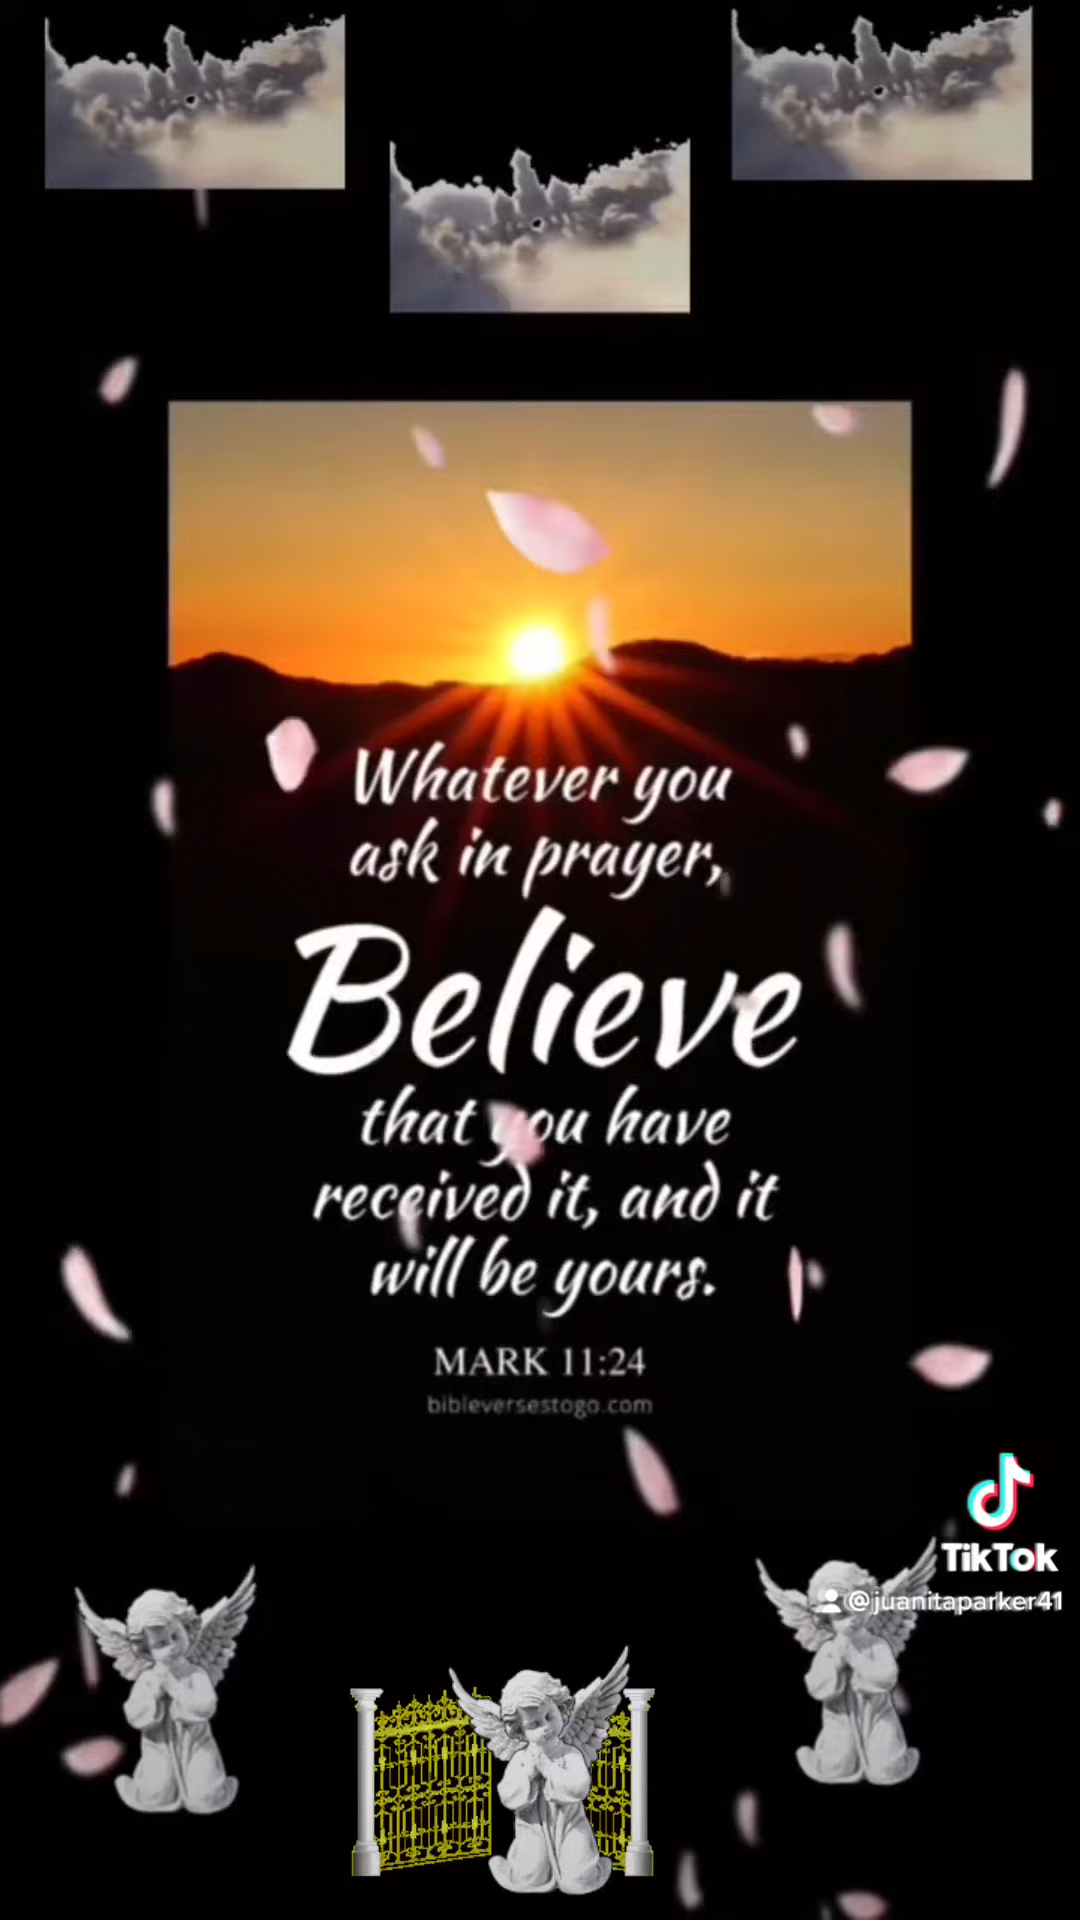 Whatever you
ask in prayer,
Believe
that you have
received it, and it
will be yours.
MARK 11:24
bibleversestogo.com
TikTok
@juanitaparker41